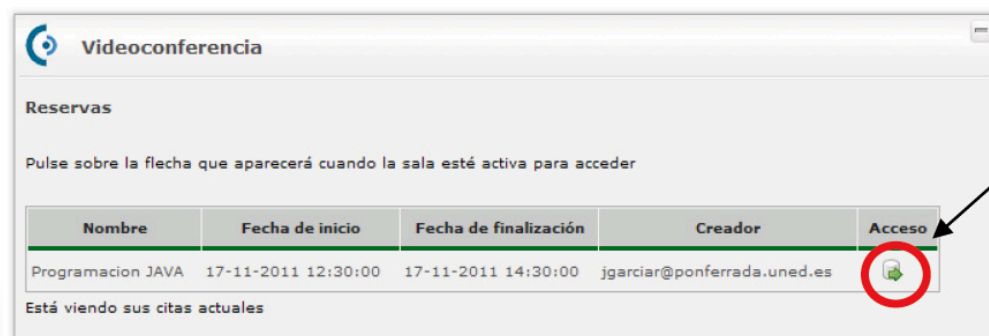 Videoconferencia
Reservas
Pulse sobre la flecha que aparecerá cuando la sala esté activa para acceder
Nombre Fecha de inicio Fecha de finalización Creador Acceso
Programacion JAVA 17-11-2011 12:30:00 17-11-2011 14:30:00 jgarciar@ponferrada.uned.es
Está viendo sus citas actuales